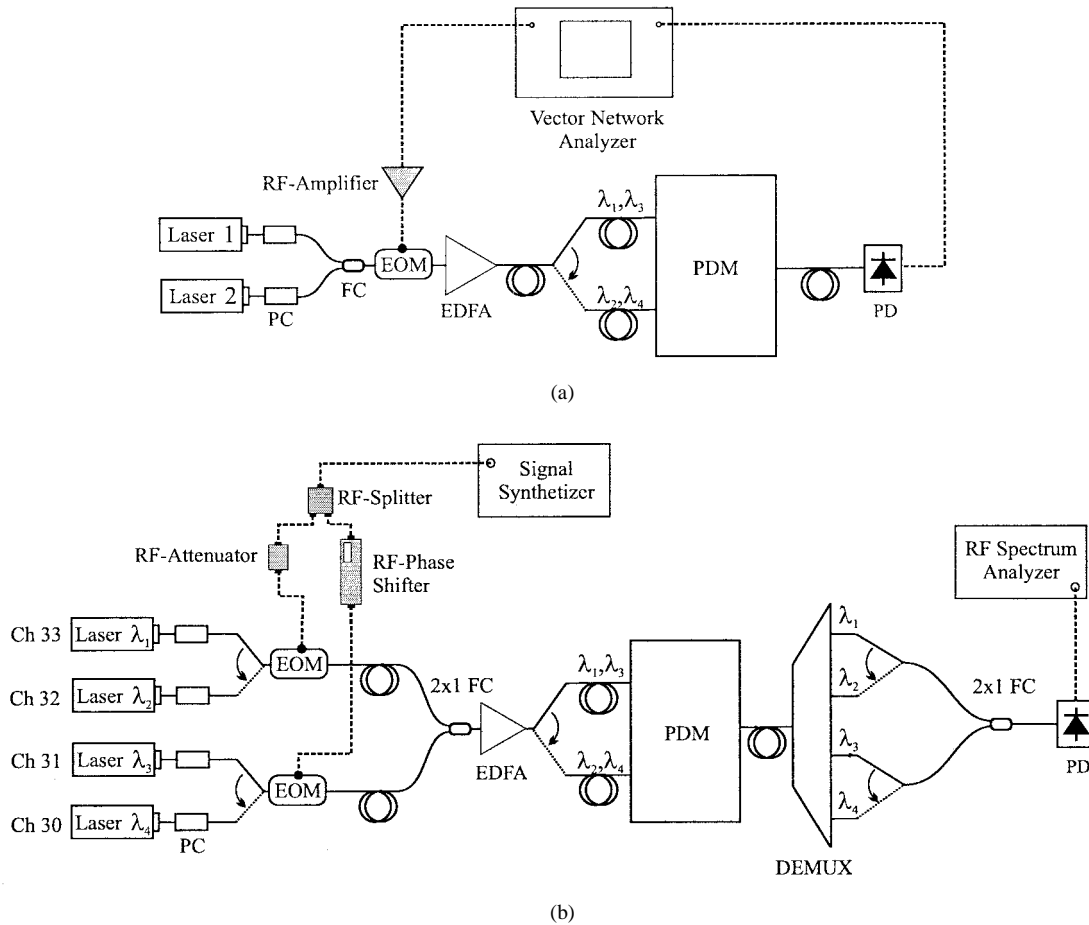 Vector Network
Analyzer
RF-Amplifier
Laser 1
Laser 2
PC
FC
EOM
EDFA
λ₁,λ₃
λ₂,λ₄
PDM
PD
(a)
Signal
Synthetizer
RF-Splitter
RF-Attenuator
RF-Phase
Shifter
RF Spectrum
Analyzer
Ch 33
Laser λ₁
Ch 32
Laser λ₂
Ch 31
Laser λ₃
Ch 30
Laser λ₄
PC
EOM
EOM
2x1 FC
EDFA
λ₁,λ₃
λ₂,λ₄
PDM
DEMUX
λ₁
λ₂
λ₃
λ₄
2x1 FC
PD
(b)